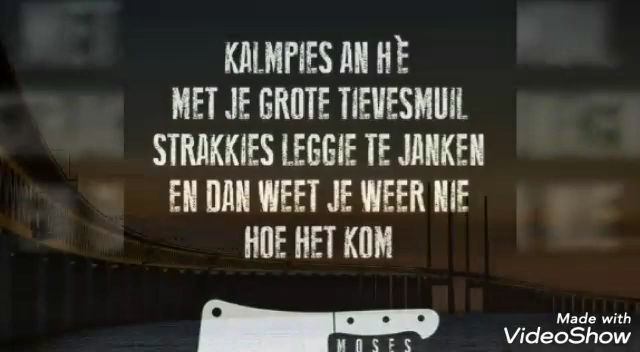 KALMPIES AN HÈ
MET JE GROTE TIEVESMUIL
STRAKKIES LEGGIE TE JANKEN
EN DAN WEET JE WEER NIE
HOE HET KOM
MOSES
Made with
VideoShow